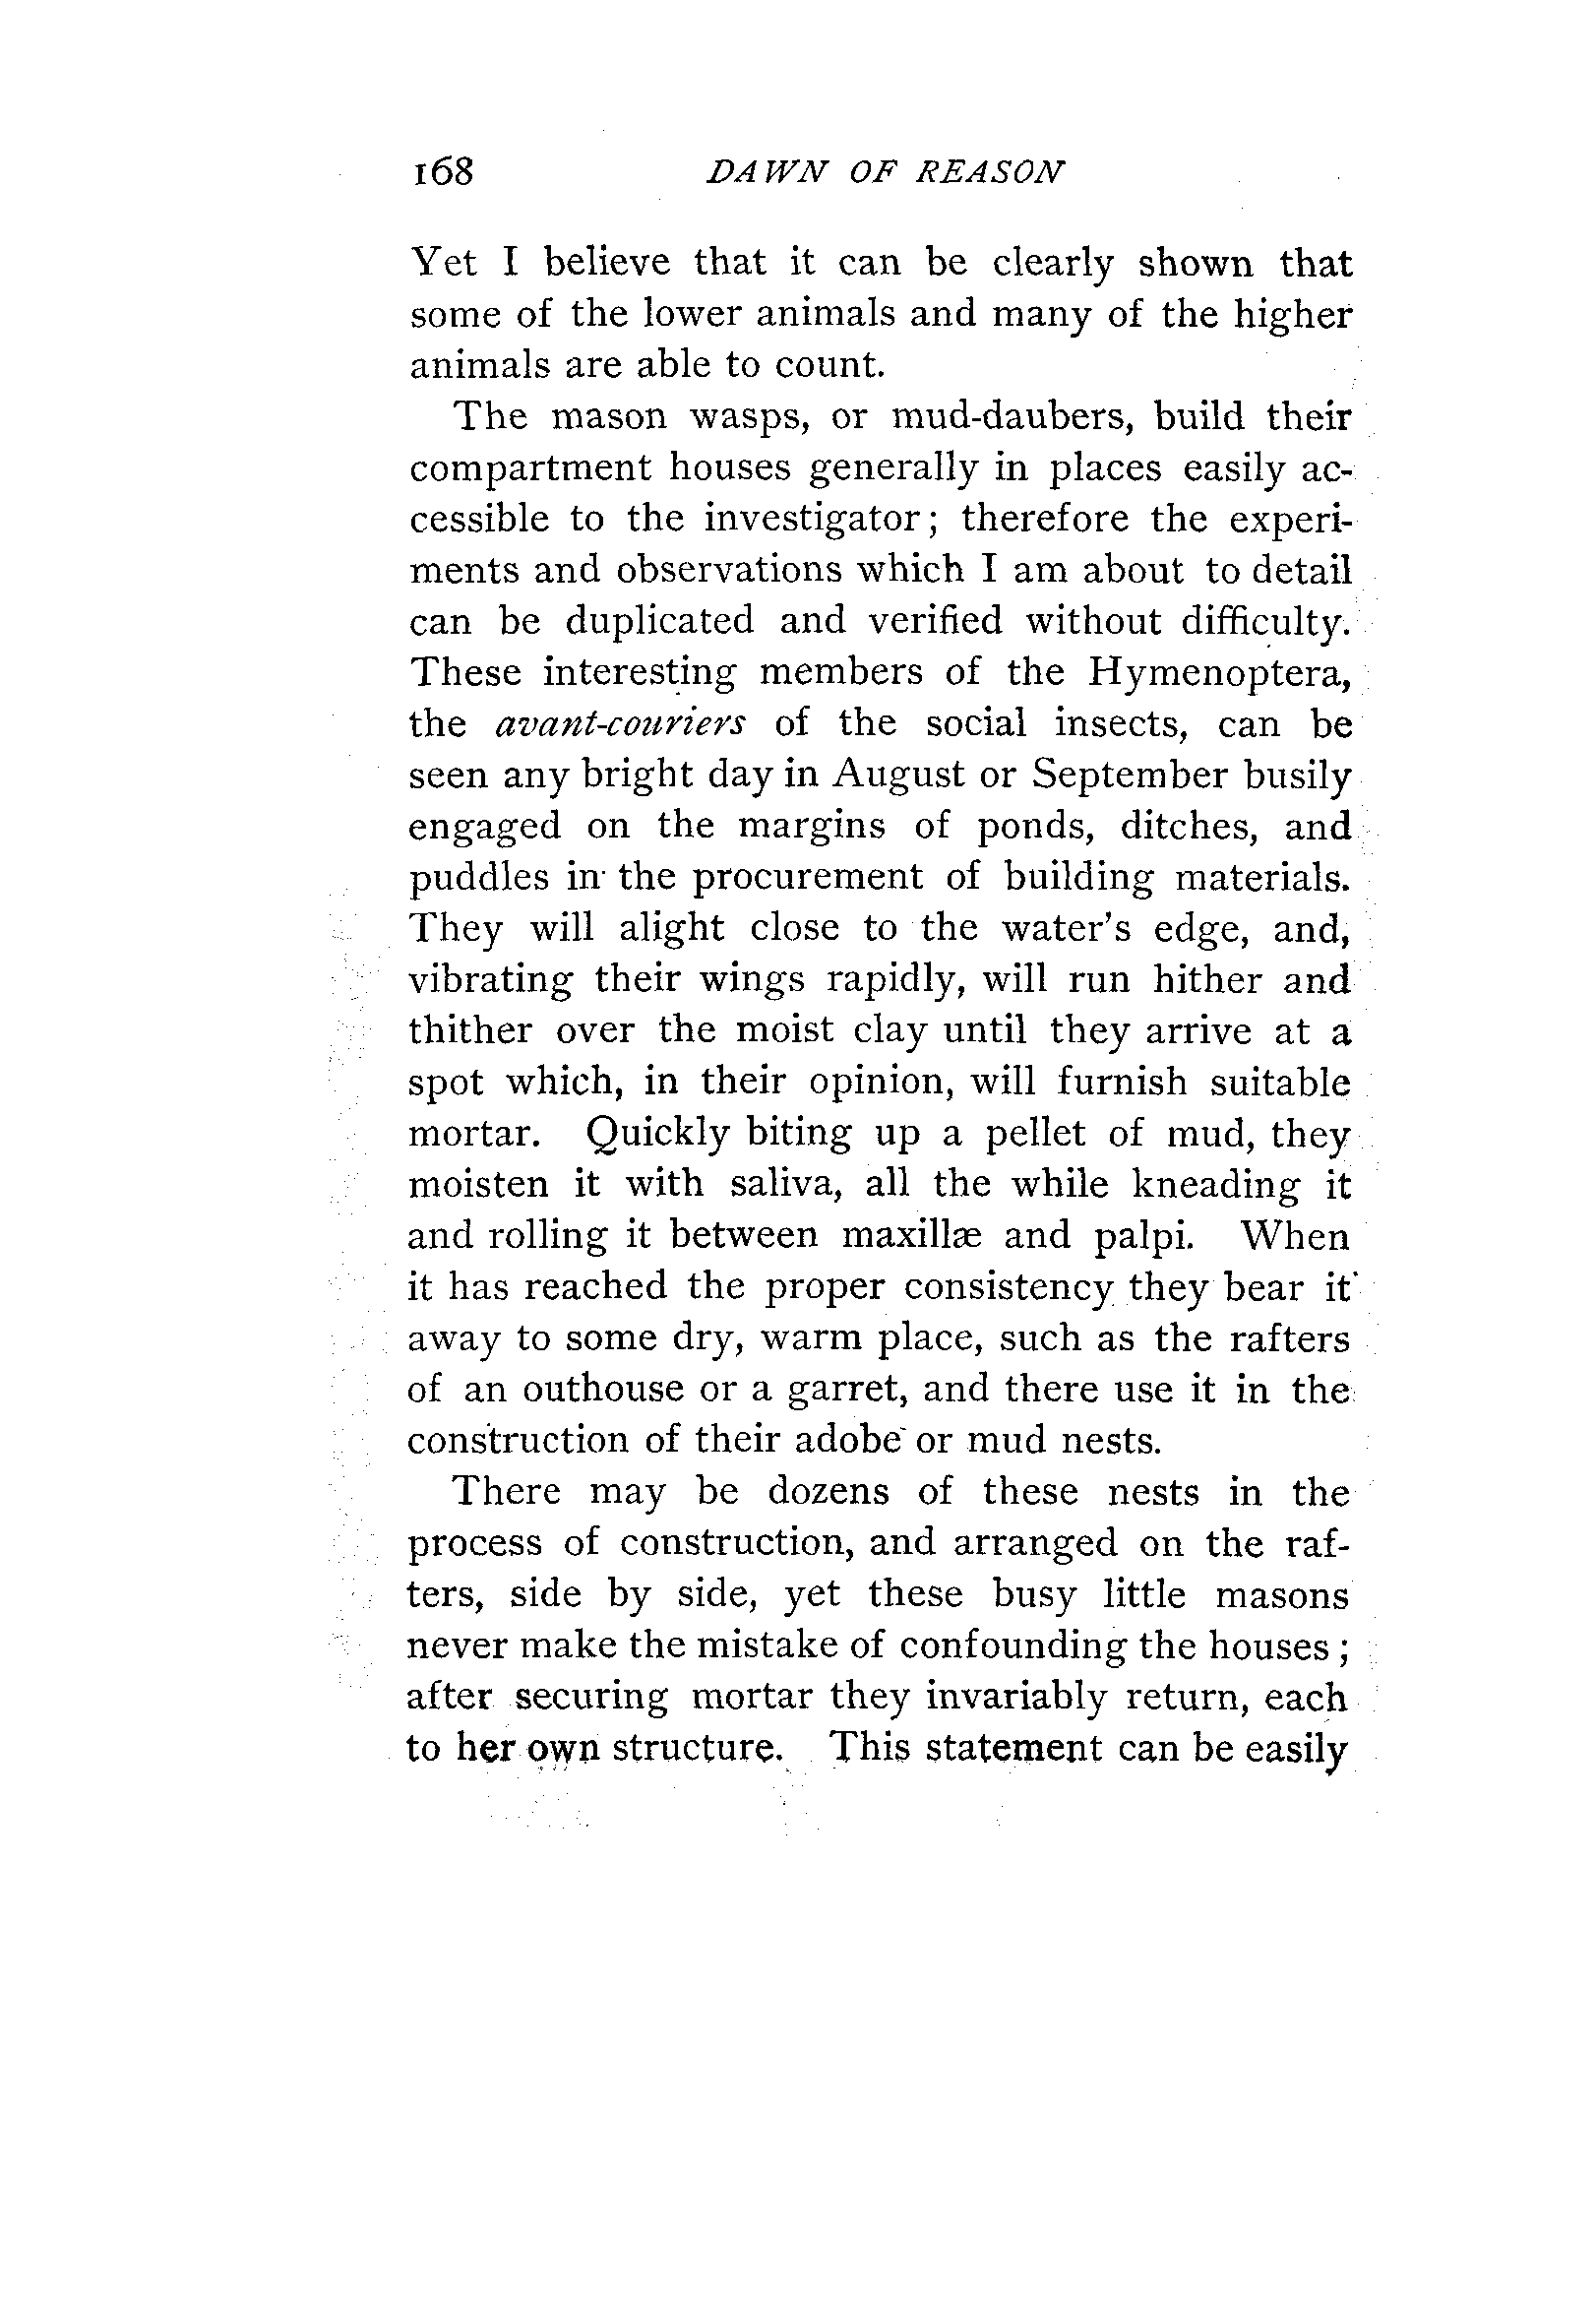 168 DAWN OF REASON
Yet I believe that it can be clearly shown that
some of the lower animals and many of the higher
animals are able to count.
The mason wasps, or mud-daubers, build their
compartment houses generally in places easily ac-
cessible to the investigator; therefore the experi-
ments and observations which I am about to detail
can be duplicated and verified without difficulty.
These interesting members of the Hymenoptera,
the avant-couriers of the social insects, can be
seen any bright day in August or September busily
engaged on the margins of ponds, ditches, and
puddles in the procurement of building materials.
They will alight close to the water's edge, and,
vibrating their wings rapidly, will run hither and
thither over the moist clay until they arrive at a
spot which, in their opinion, will furnish suitable
mortar. Quickly biting up a pellet of mud, they
moisten it with saliva, all the while kneading it
and rolling it between maxillæ and palpi. When
it has reached the proper consistency they bear it
away to some dry, warm place, such as the rafters
of an outhouse or a garret, and there use it in the
construction of their adobe or mud nests.
There may be dozens of these nests in the
process of construction, and arranged on the raf-
ters, side by side, yet these busy little masons
never make the mistake of confounding the houses;
after securing mortar they invariably return, each
to her own structure. This statement can be easily